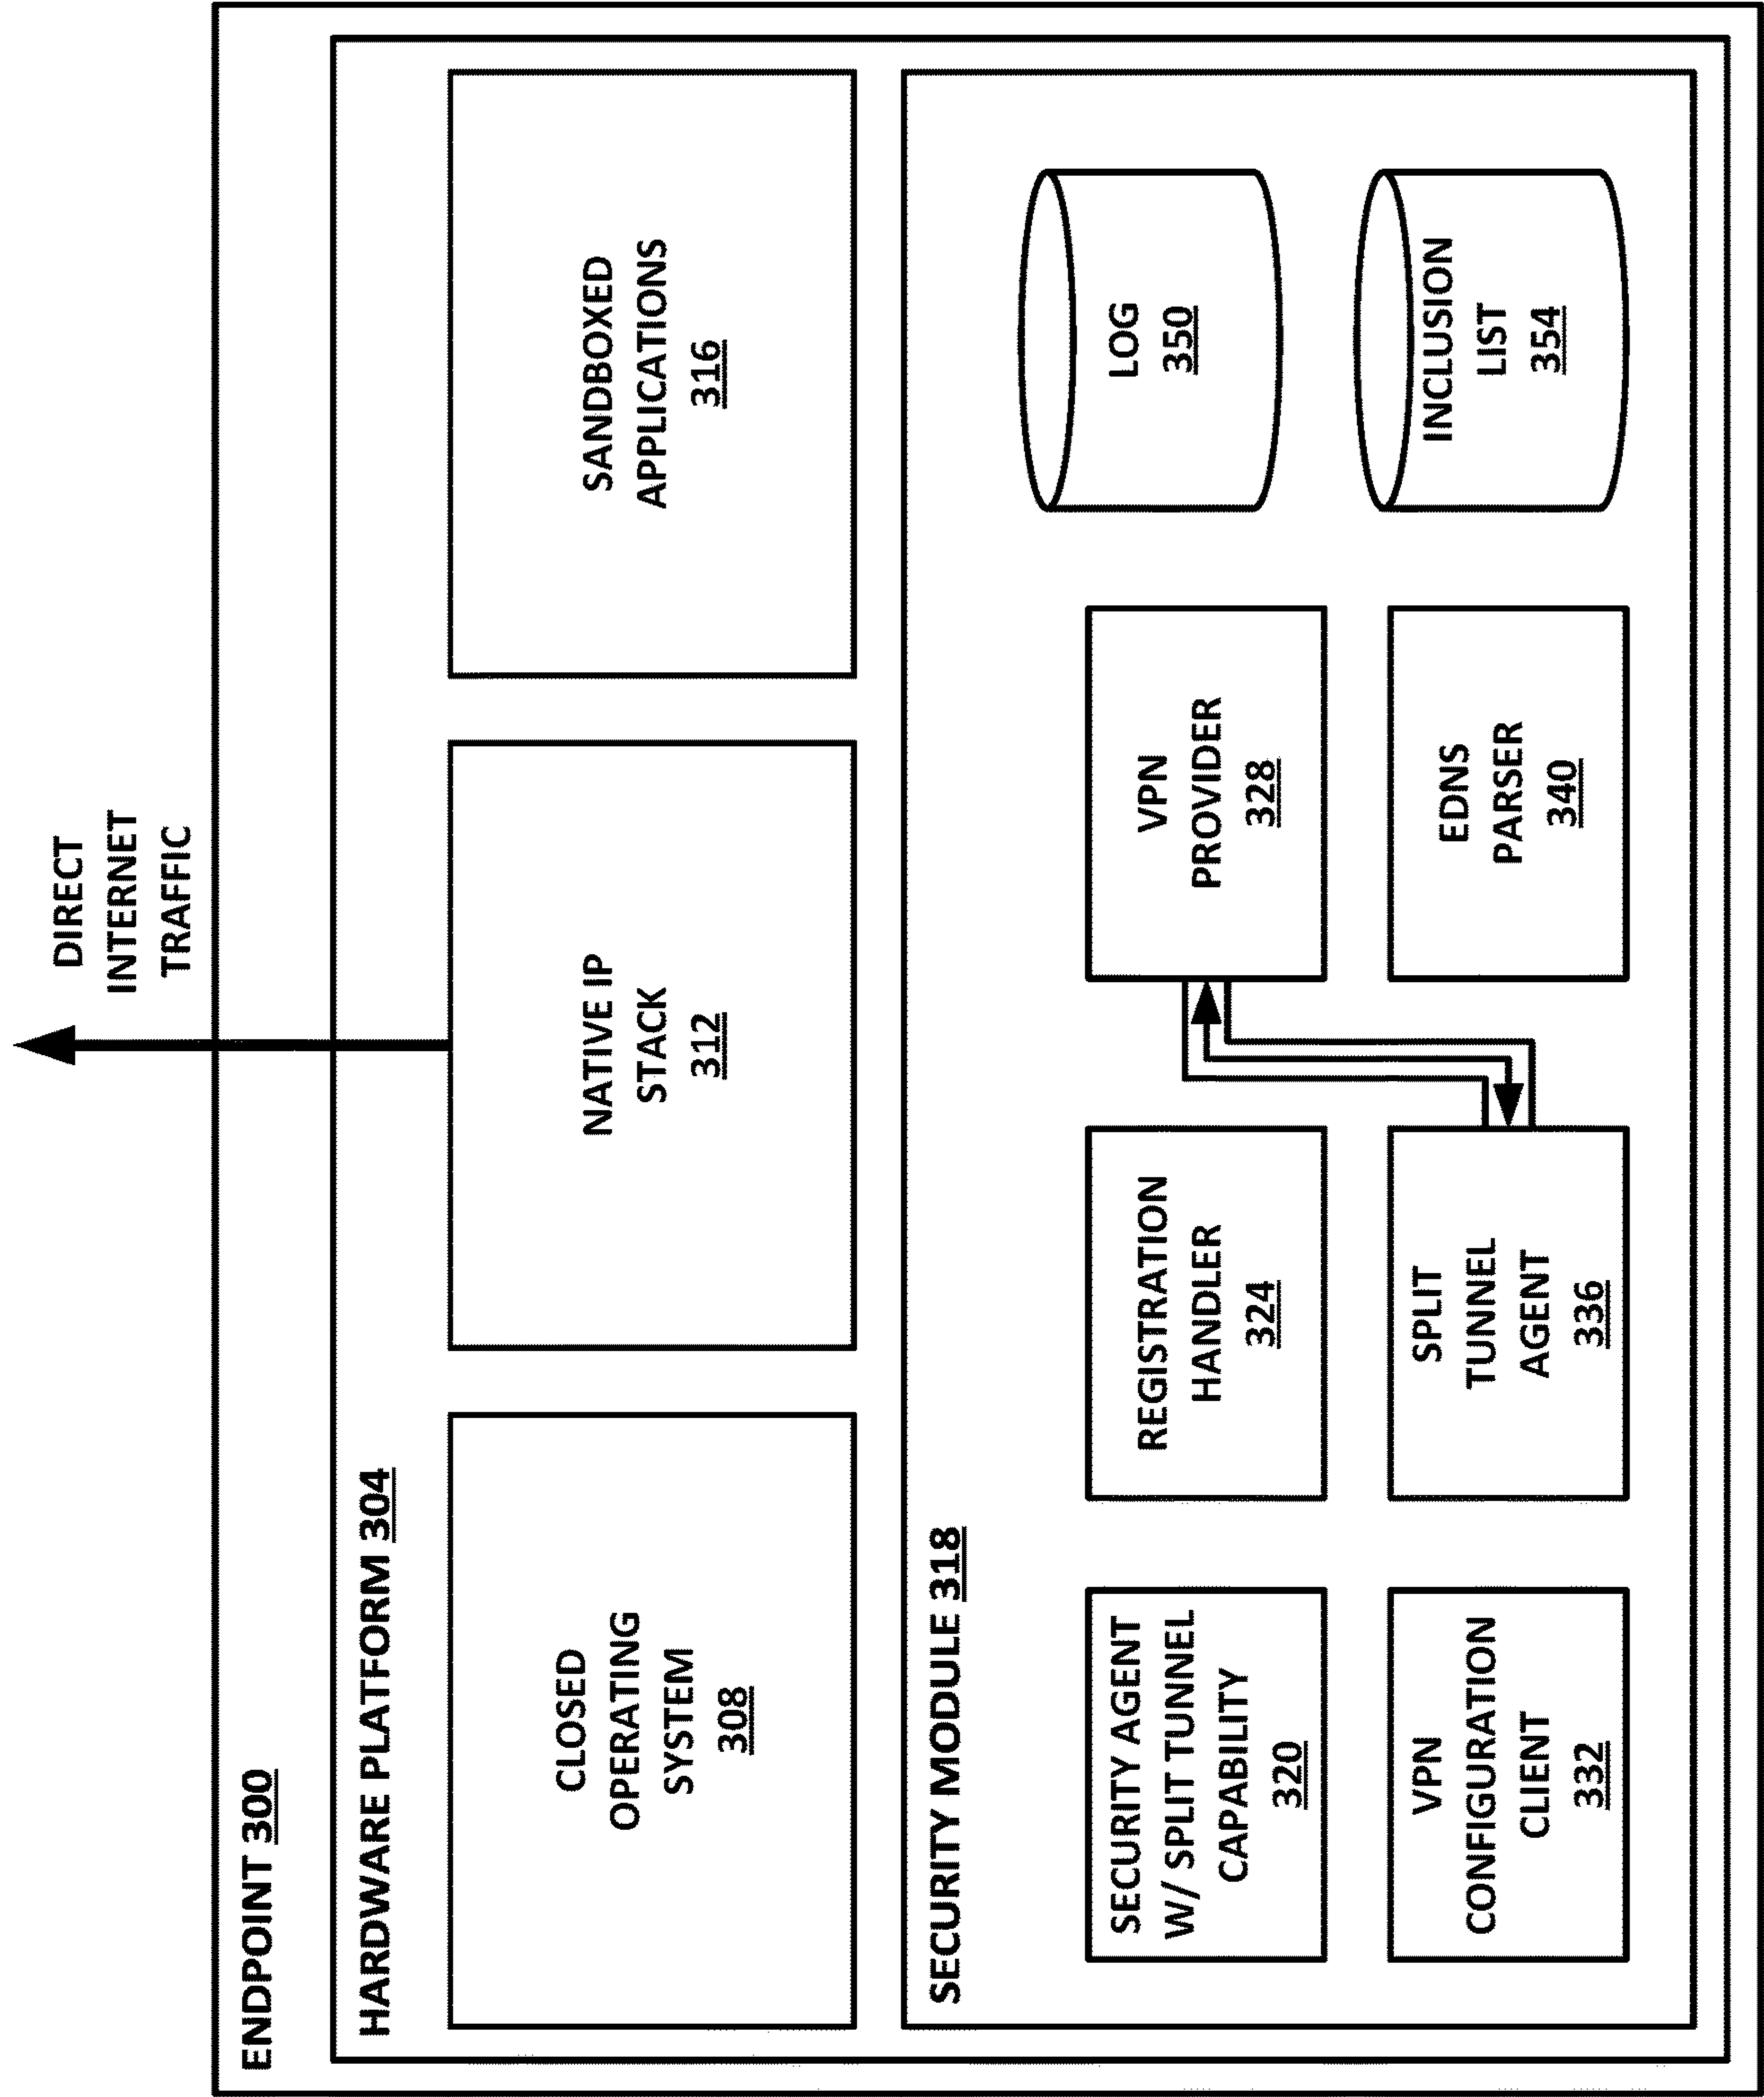 DIRECT
INTERNET
TRAFFIC
ENDPOINT 300
HARDWARE PLATFORM 304
CLOSED
OPERATING
SYSTEM
308
NATIVE IP
STACK
312
SANDBOXED
APPLICATIONS
316
SECURITY MODULE 318
SECURITY AGENT
W/ SPLIT TUNNEL
CAPABILITY
320
REGISTRATION
HANDLER
324
VPN
PROVIDER
328
LOG
350
VPN
CONFIGURATION
CLIENT
332
SPLIT
TUNNEL
AGENT
336
EDNS
PARSER
340
INCLUSION
LIST
354